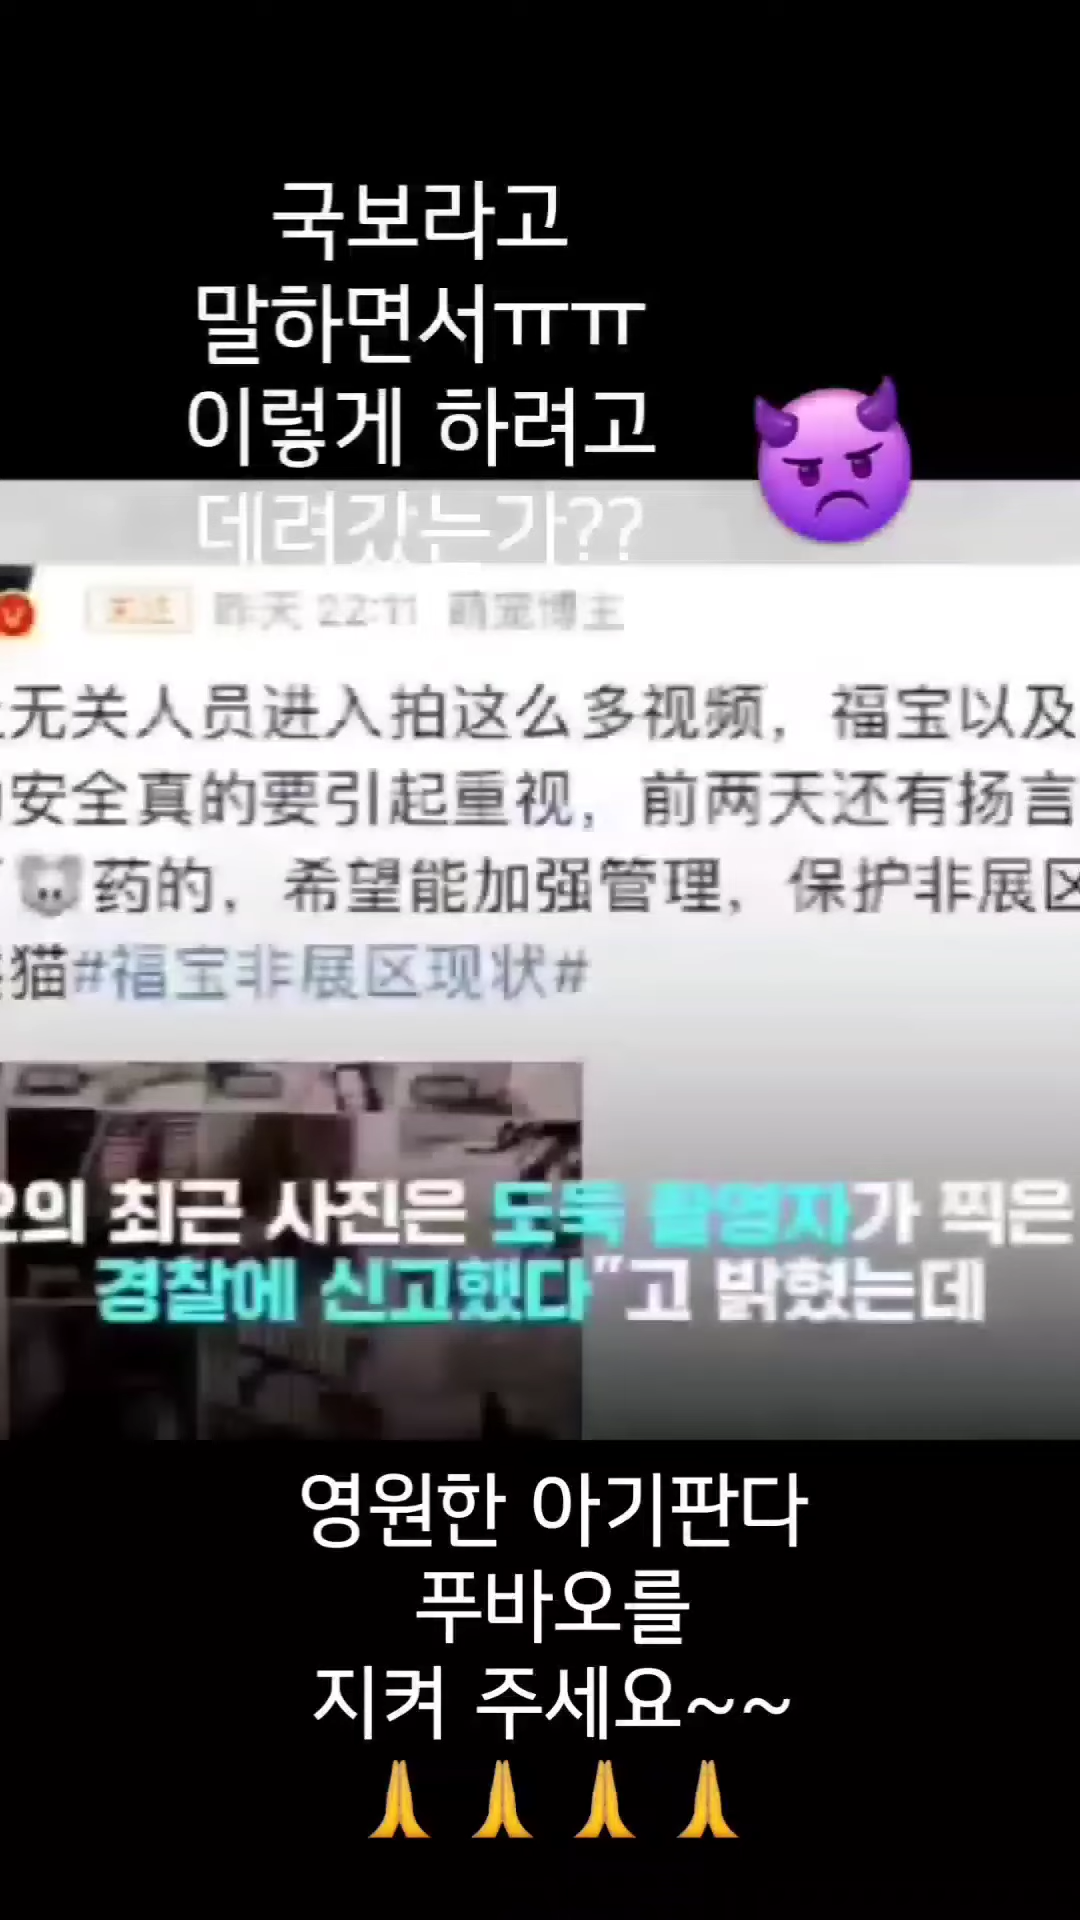 국보라고
말하면서ㅠㅠ
이렇게 하려고
데려갔는가??
关注 昨天 22:11 萌宠博主
无关人员进入拍这么多视频，福宝以及
安全真的要引起重视，前两天还有扬言
药的，希望能加强管理，保护非展区
猫#福宝非展区现状#
오의 최근 사진은 도둑 촬영자가 찍은
경찰에 신고했다"고 밝혔는데
영원한 아기판다
푸바오를
지켜 주세요~~